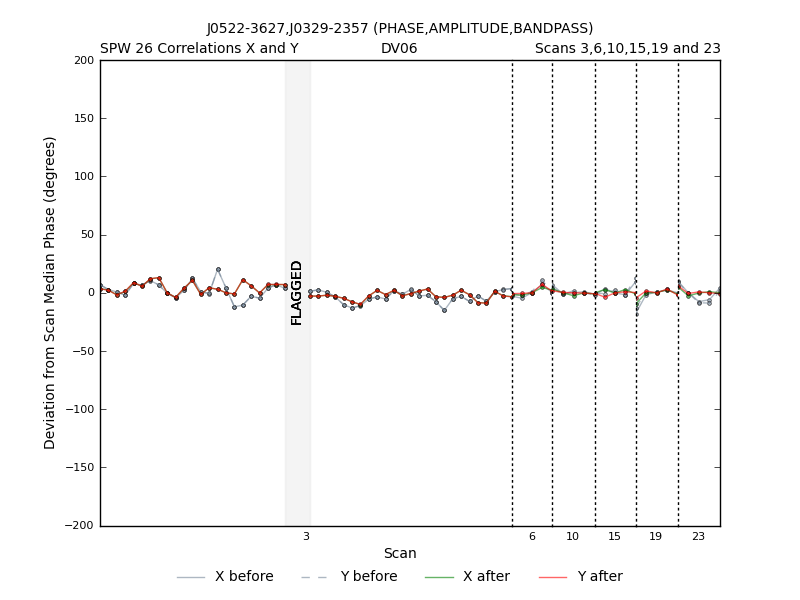 J0522-3627,J0329-2357 (PHASE,AMPLITUDE,BANDPASS)
SPW 26 Correlations X and Y DV06 Scans 3,6,10,15,19 and 23
200
150
100
50
0
−50
−100
−150
−200
Deviation from Scan Median Phase (degrees)
FLAGGED
3 6 10 15 19 23
Scan
X before Y before X after Y after